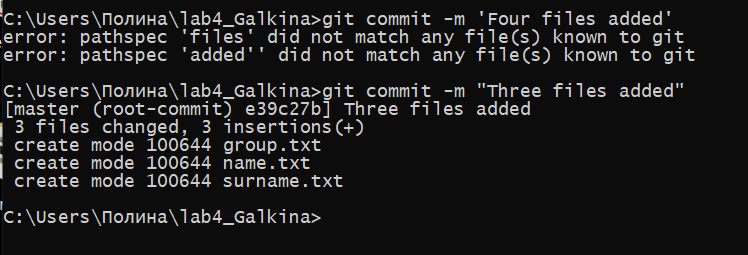 C:\Users\Полина\lab4_Galkina>git commit -m 'Four files added'
error: pathspec 'files' did not match any file(s) known to git
error: pathspec 'added'' did not match any file(s) known to git
C:\Users\Полина\lab4_Galkina>git commit -m "Three files added"
[master (root-commit) e39c27b] Three files added
 3 files changed, 3 insertions(+)
 create mode 100644 group.txt
 create mode 100644 name.txt
 create mode 100644 surname.txt
C:\Users\Полина\lab4_Galkina>